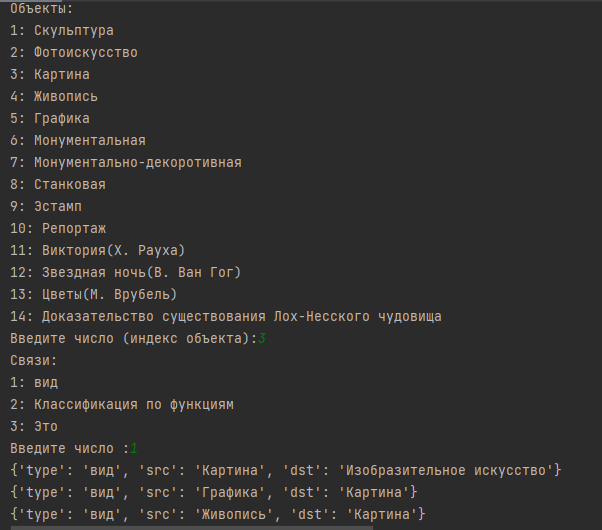 Объекты:
1: Скульптура
2: Фотоискусство
3: Картина
4: Живопись
5: Графика
6: Монументальная
7: Монументально-декоротивная
8: Станковая
9: Эстамп
10: Репортаж
11: Виктория(Х. Рауха)
12: Звездная ночь(В. Ван Гог)
13: Цветы(М. Врубель)
14: Доказательство существования Лох-Несского чудовища
Введите число (индекс объекта):3
Связи:
1: вид
2: Классификация по функциям
3: Это
Введите число :1
{'type': 'вид', 'src': 'Картина', 'dst': 'Изобразительное искусство'}
{'type': 'вид', 'src': 'Графика', 'dst': 'Картина'}
{'type': 'вид', 'src': 'Живопись', 'dst': 'Картина'}